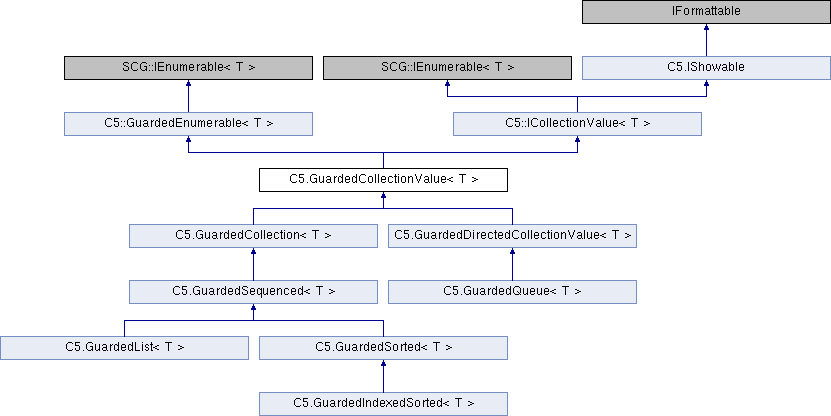 IFormattable
SCG::IEnumerable< T >
SCG::IEnumerable< T >
C5.IShowable
C5::GuardedEnumerable< T >
C5::ICollectionValue< T >
C5.GuardedCollectionValue< T >
C5.GuardedCollection< T >
C5.GuardedDirectedCollectionValue< T >
C5.GuardedSequenced< T >
C5.GuardedQueue< T >
C5.GuardedList< T >
C5.GuardedSorted< T >
C5.GuardedIndexedSorted< T >